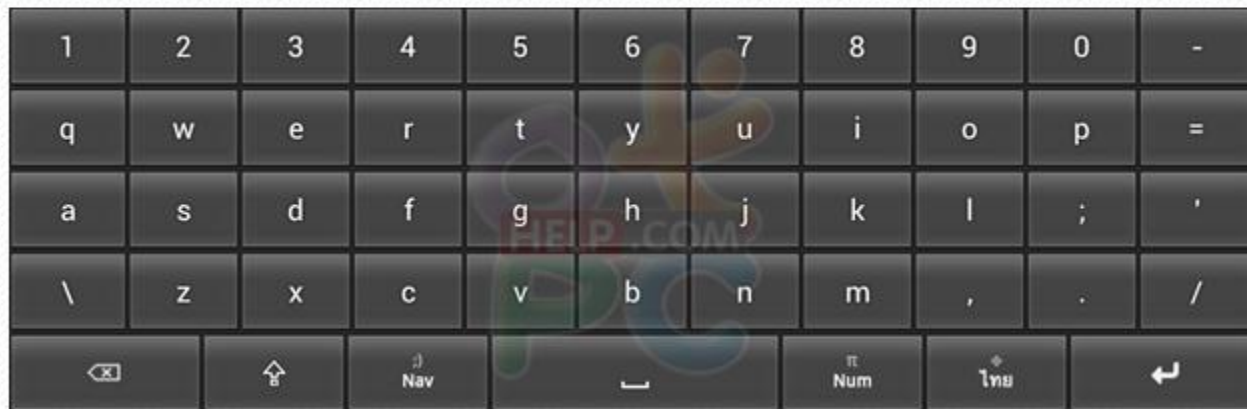 1 2 3 4 5 6 7 8 9 0 -
q w e r t y u i o p =
a s d f g h j k l ; '
HELP .COM
\ z x c v b n m , . /
;) π
Nav Num ไทย